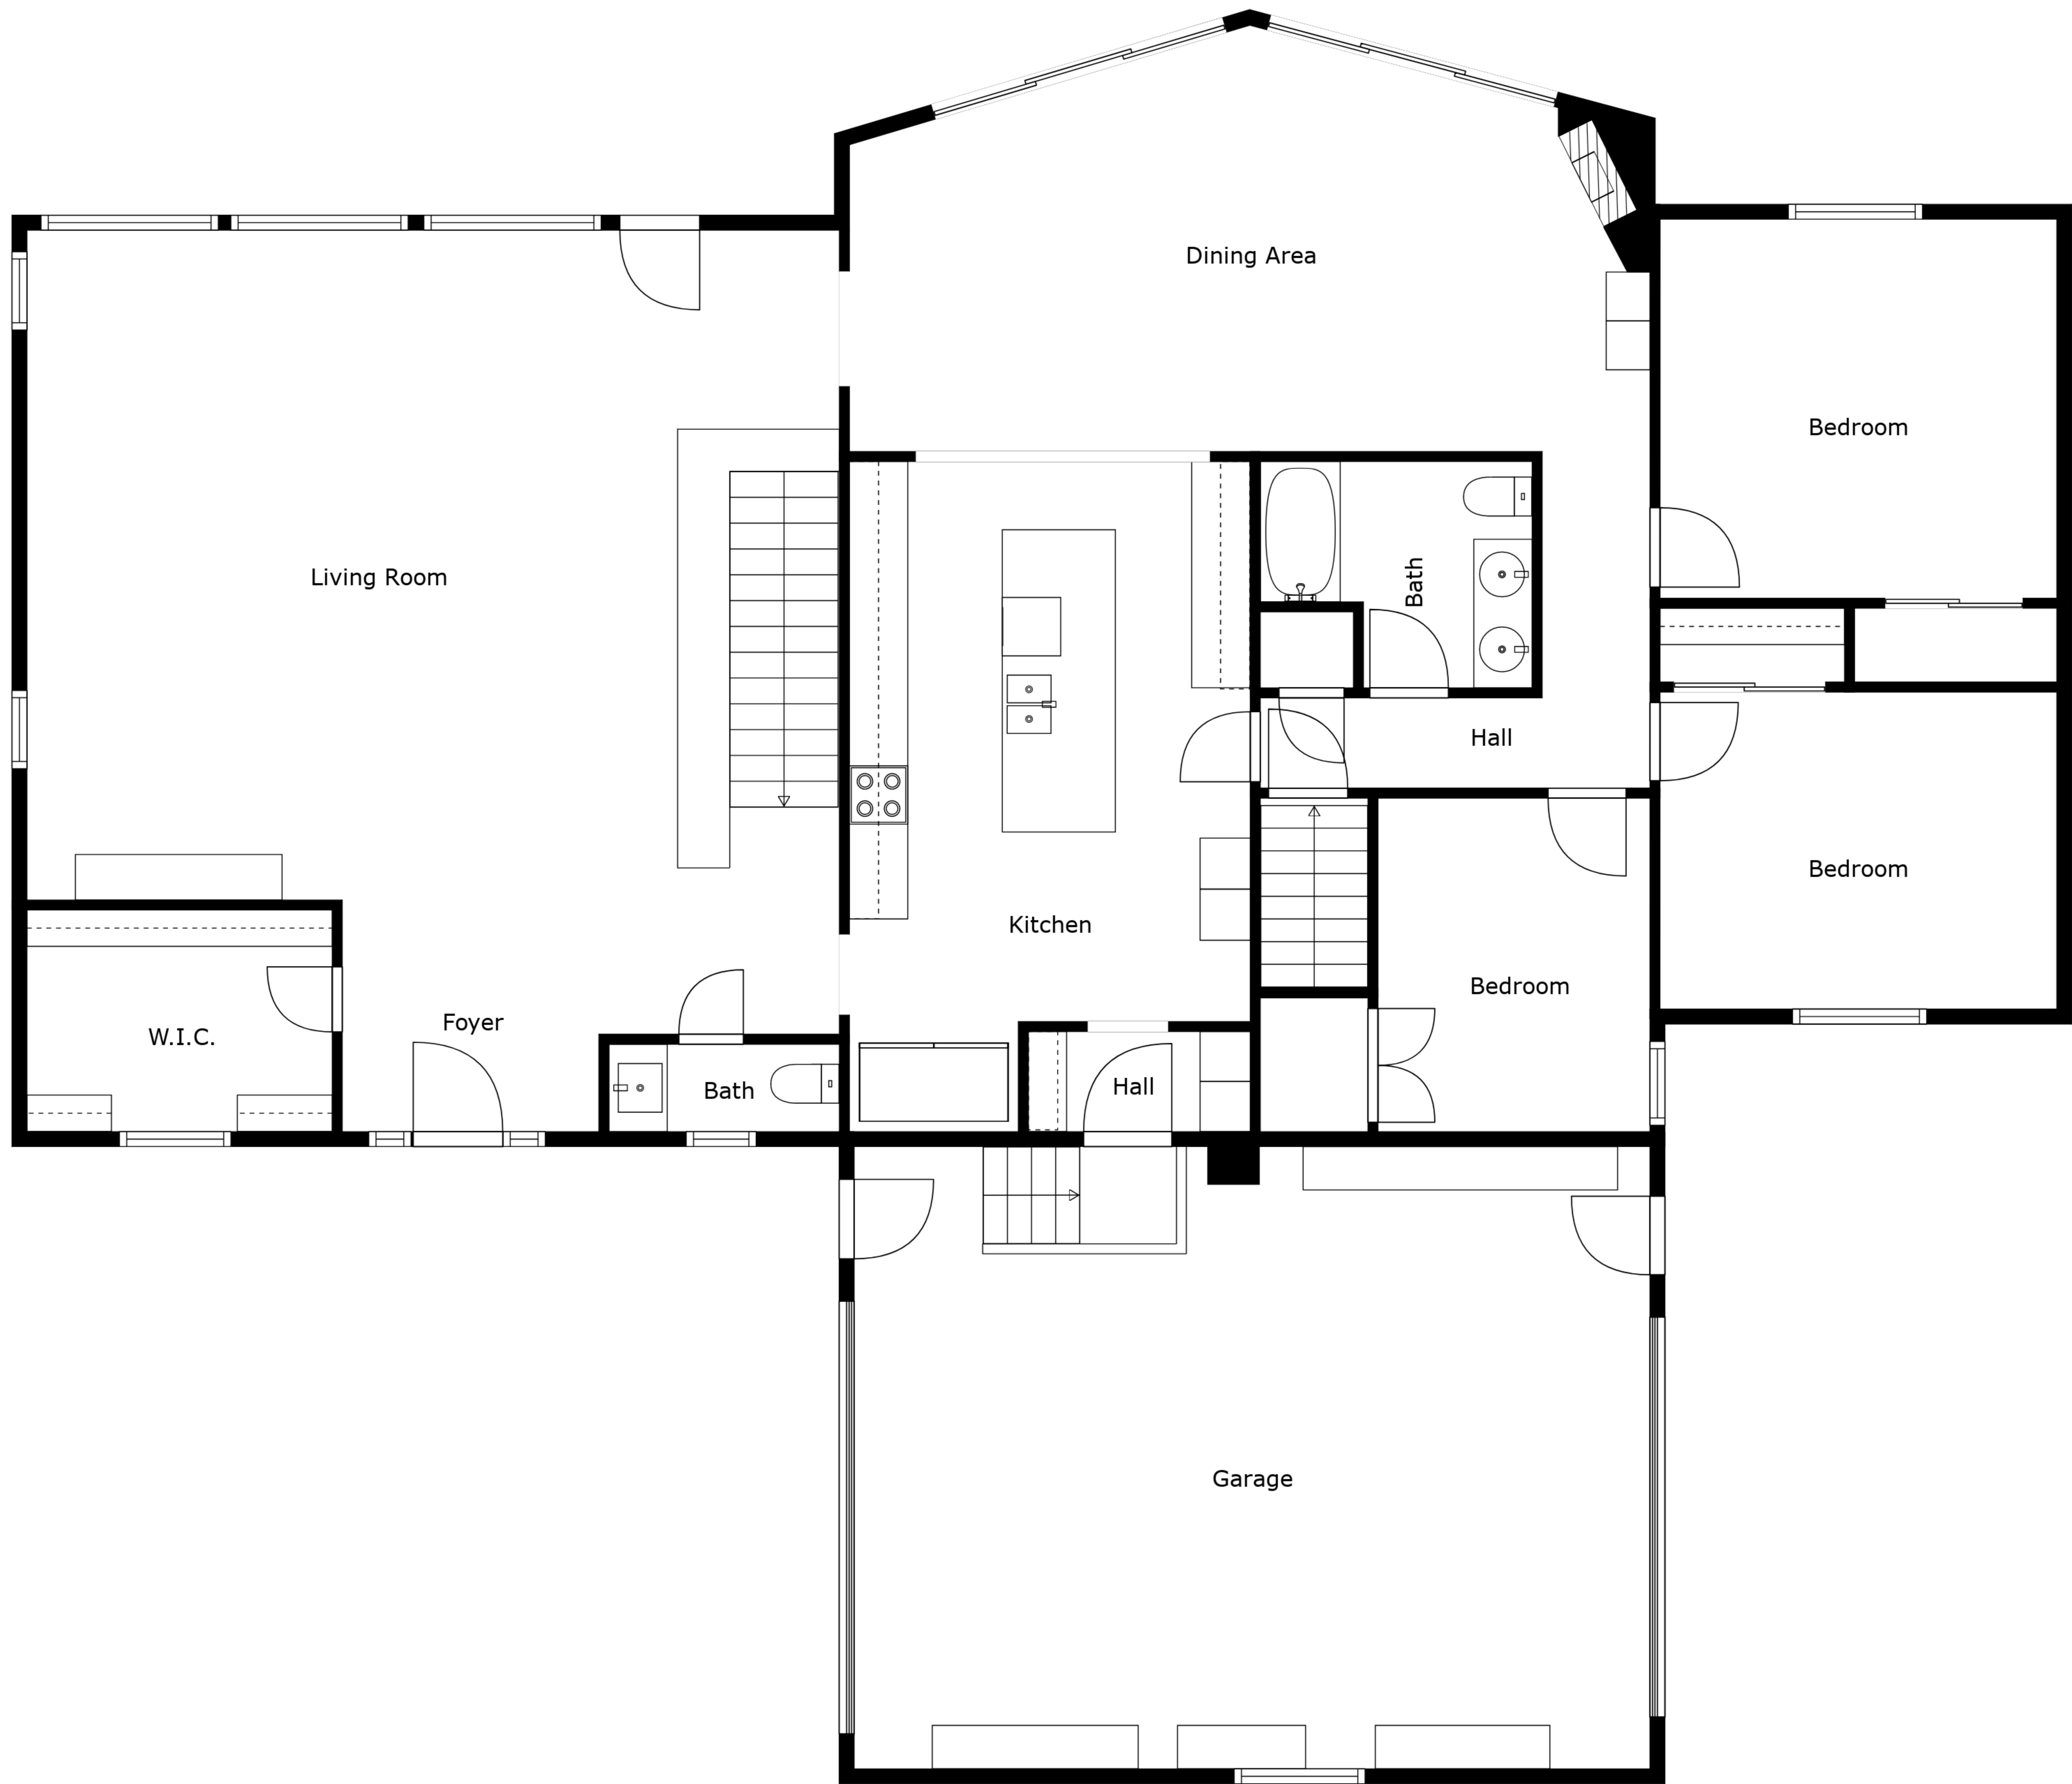 Dining Area
Bedroom
Living Room
Bath
Hall
Bedroom
Kitchen
Bedroom
Foyer
W.I.C.
Bath
Hall
Garage